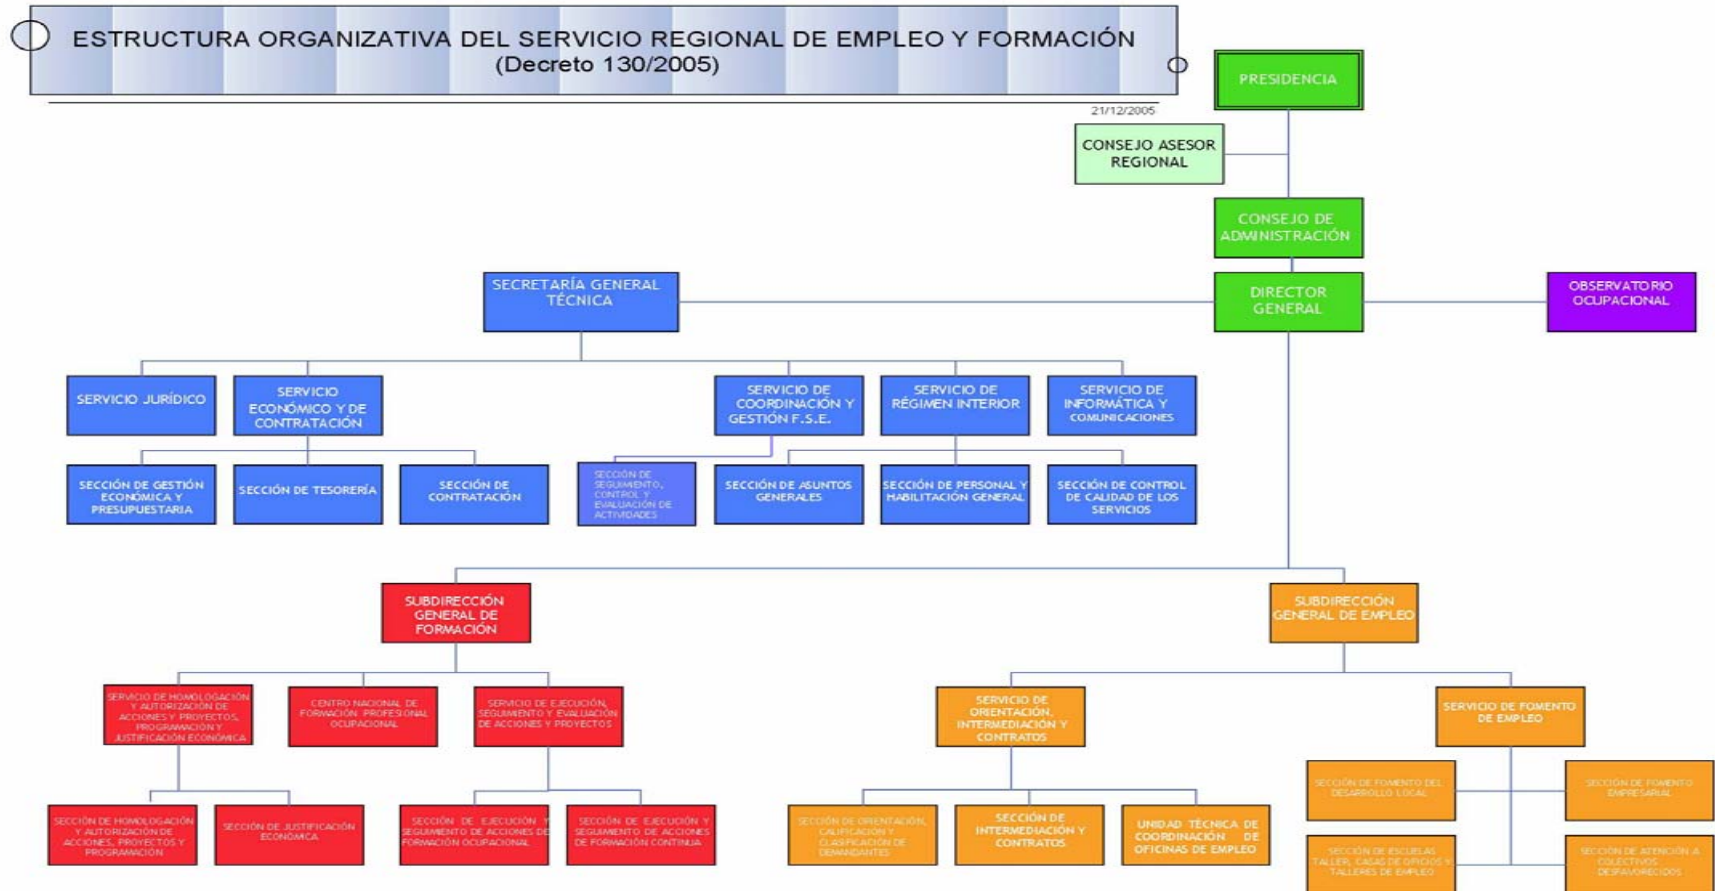 ESTRUCTURA ORGANIZATIVA DEL SERVICIO REGIONAL DE EMPLEO Y FORMACIÓN
(Decreto 130/2005)
21/12/2005
PRESIDENCIA
CONSEJO ASESOR
REGIONAL
CONSEJO DE
ADMINISTRACIÓN
SECRETARÍA GENERAL
TÉCNICA
DIRECTOR
GENERAL
OBSERVATORIO
OCUPACIONAL
SERVICIO JURÍDICO
SERVICIO
ECONÓMICO Y DE
CONTRATACIÓN
SERVICIO DE
COORDINACIÓN Y
GESTIÓN F.S.E.
SERVICIO DE
RÉGIMEN INTERIOR
SERVICIO DE
INFORMÁTICA Y
COMUNICACIONES
SECCIÓN DE GESTIÓN
ECONÓMICA Y
PRESUPUESTARIA
SECCIÓN DE TESORERÍA
SECCIÓN DE
CONTRATACIÓN
SECCIÓN DE
SEGUIMIENTO,
CONTROL Y
EVALUACIÓN DE
ACTIVIDADES
SECCIÓN DE ASUNTOS
GENERALES
SECCIÓN DE PERSONAL Y
HABILITACIÓN GENERAL
SECCIÓN DE CONTROL
DE CALIDAD DE LOS
SERVICIOS
SUBDIRECCIÓN
GENERAL DE
FORMACIÓN
SUBDIRECCIÓN
GENERAL DE EMPLEO
SERVICIO DE HOMOLOGACIÓN
Y AUTORIZACIÓN DE
ACCIONES Y PROYECTOS,
PROGRAMACIÓN Y
JUSTIFICACIÓN ECONÓMICA
CENTRO NACIONAL DE
FORMACIÓN PROFESIONAL
OCUPACIONAL
SERVICIO DE EJECUCIÓN,
SEGUIMIENTO Y EVALUACIÓN
DE ACCIONES Y PROYECTOS
SERVICIO DE
ORIENTACIÓN,
INTERMEDIACIÓN Y
CONTRATOS
SERVICIO DE FOMENTO
DE EMPLEO
SECCIÓN DE HOMOLOGACIÓN
Y AUTORIZACIÓN DE
ACCIONES, PROYECTOS Y
PROGRAMACIÓN
SECCIÓN DE JUSTIFICACIÓN
ECONÓMICA
SECCIÓN DE EJECUCIÓN Y
SEGUIMIENTO DE ACCIONES DE
FORMACIÓN OCUPACIONAL
SECCIÓN DE EJECUCIÓN Y
SEGUIMIENTO DE ACCIONES
DE FORMACIÓN CONTINUA
SECCIÓN DE ORIENTACIÓN,
CALIFICACIÓN Y
CLASIFICACIÓN DE
DEMANDANTES
SECCIÓN DE
INTERMEDIACIÓN Y
CONTRATOS
UNIDAD TÉCNICA DE
COORDINACIÓN DE
OFICINAS DE EMPLEO
SECCIÓN DE FOMENTO DEL
DESARROLLO LOCAL
SECCIÓN DE FOMENTO
EMPRESARIAL
SECCIÓN DE ESCUELAS
TALLER, CASAS DE OFICIOS Y
TALLERES DE EMPLEO
SECCIÓN DE ATENCIÓN A
COLECTIVOS
DESFAVORECIDOS